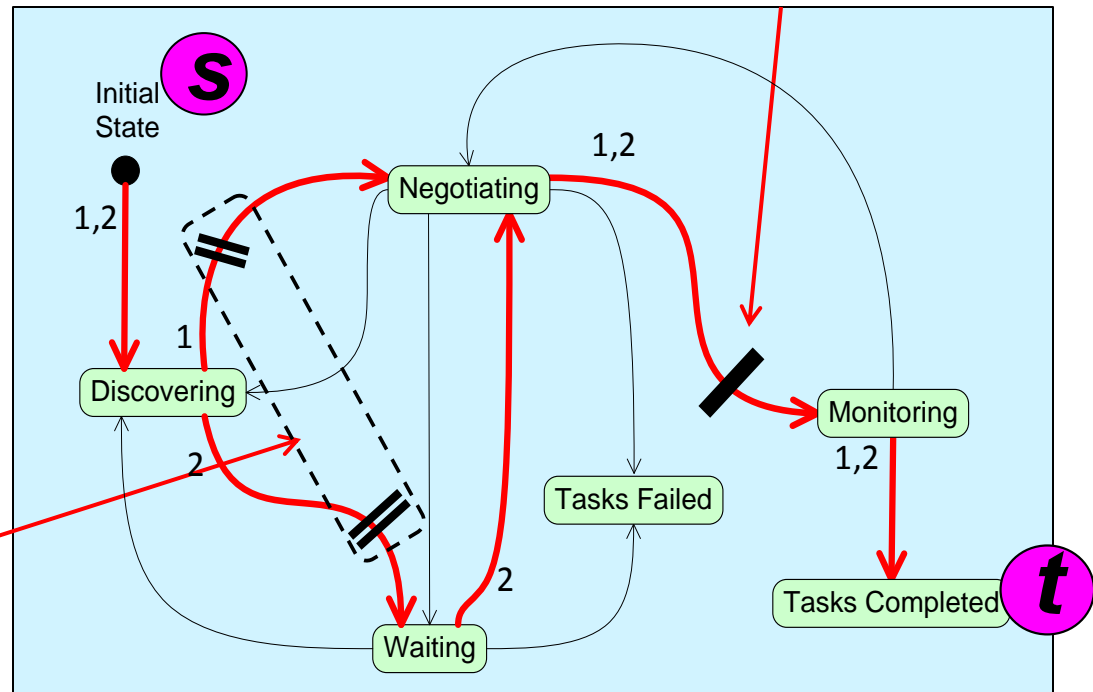 s
Initial
State
1,2
Negotiating
1,2
1
Discovering
Monitoring
2
1,2
Tasks Failed
2
Tasks Completed
t
Waiting